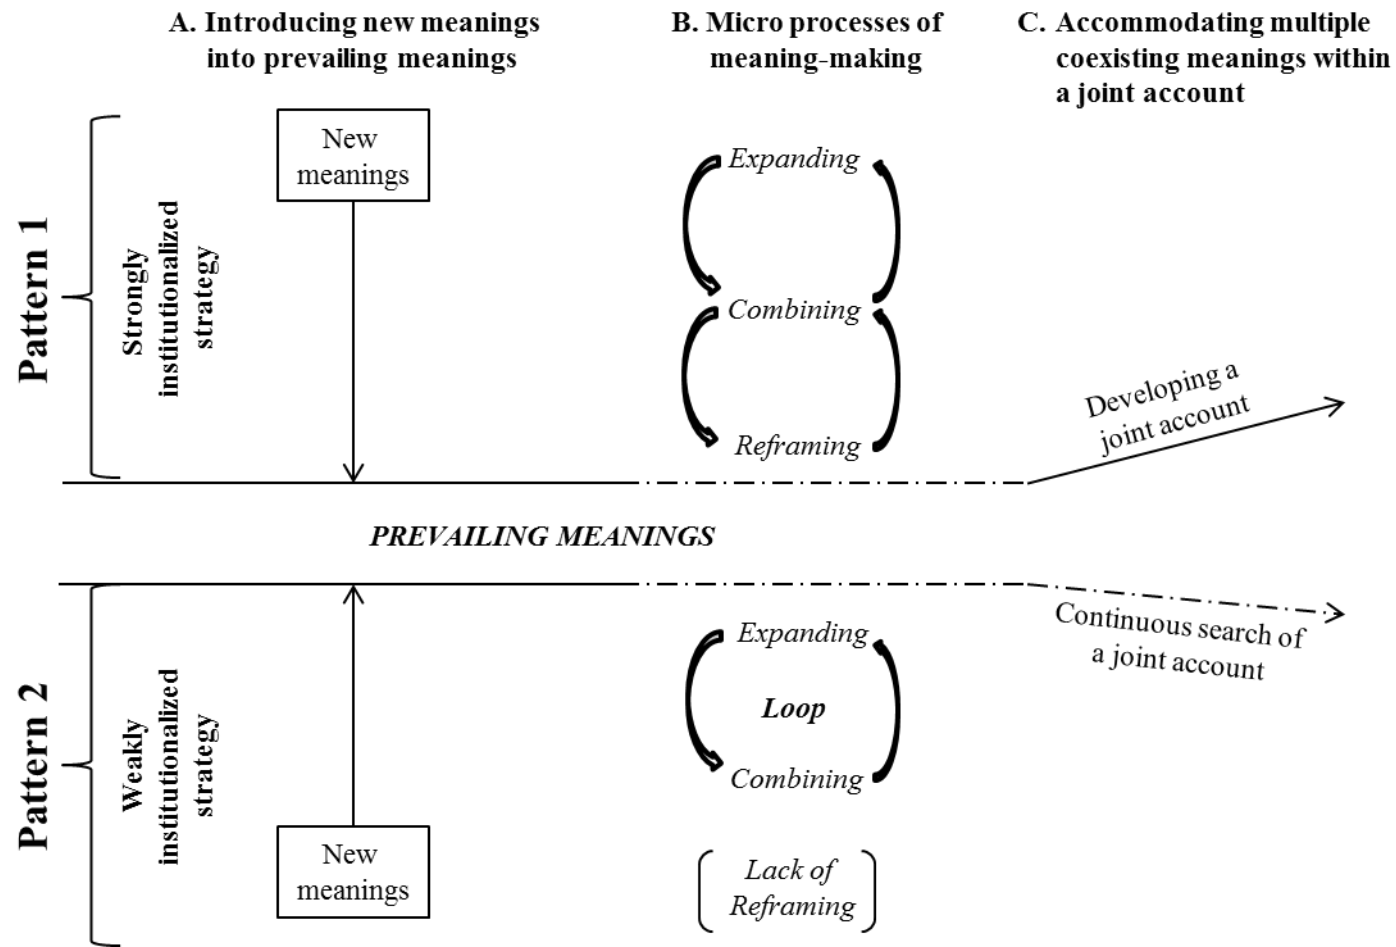 A. Introducing new meanings
into prevailing meanings
B. Micro processes of
meaning-making
C. Accommodating multiple
coexisting meanings within
a joint account
Pattern 1
Strongly
institutionalized
strategy
New
meanings
Expanding
Combining
Reframing
Developing a
joint account
PREVAILING MEANINGS
Pattern 2
Weakly
institutionalized
strategy
New
meanings
Expanding
Loop
Combining
Lack of
Reframing
Continuous search of
a joint account